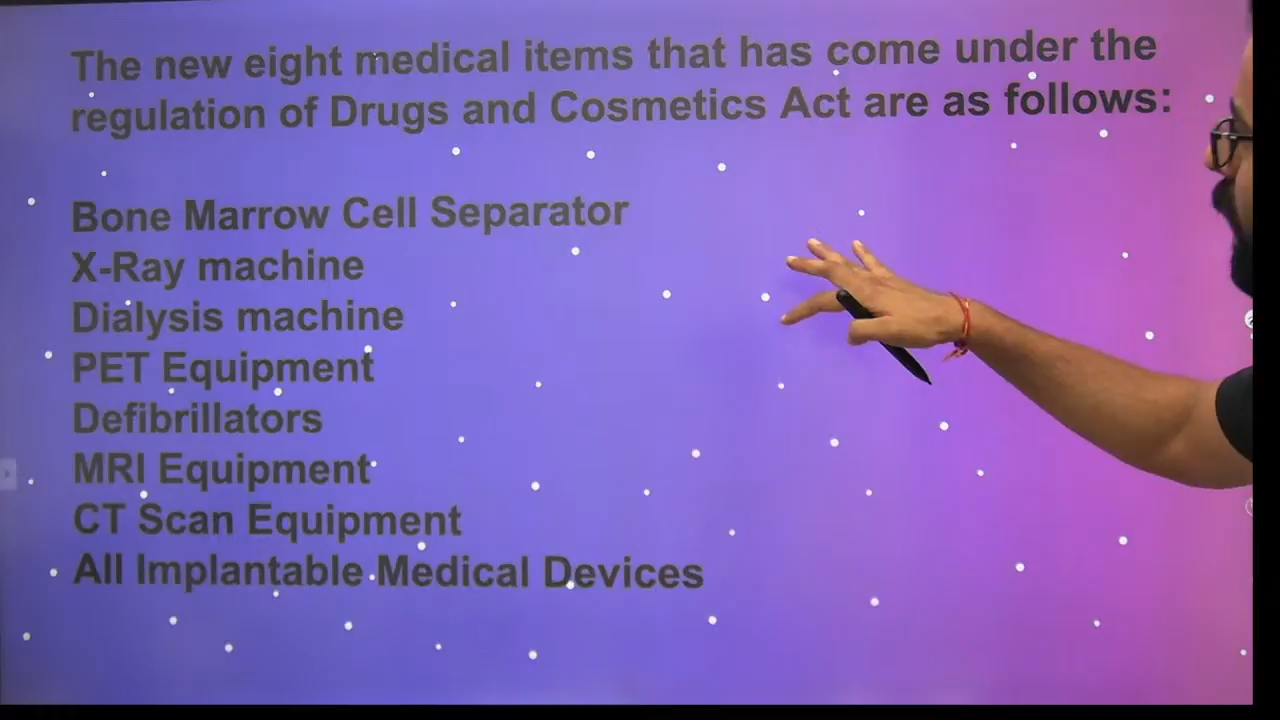 The new eight medical items that has come under the
regulation of Drugs and Cosmetics Act are as follows:
Bone Marrow Cell Separator
X-Ray machine
Dialysis machine
PET Equipment
Defibrillators
MRI Equipment
CT Scan Equipment
All Implantable Medical Devices